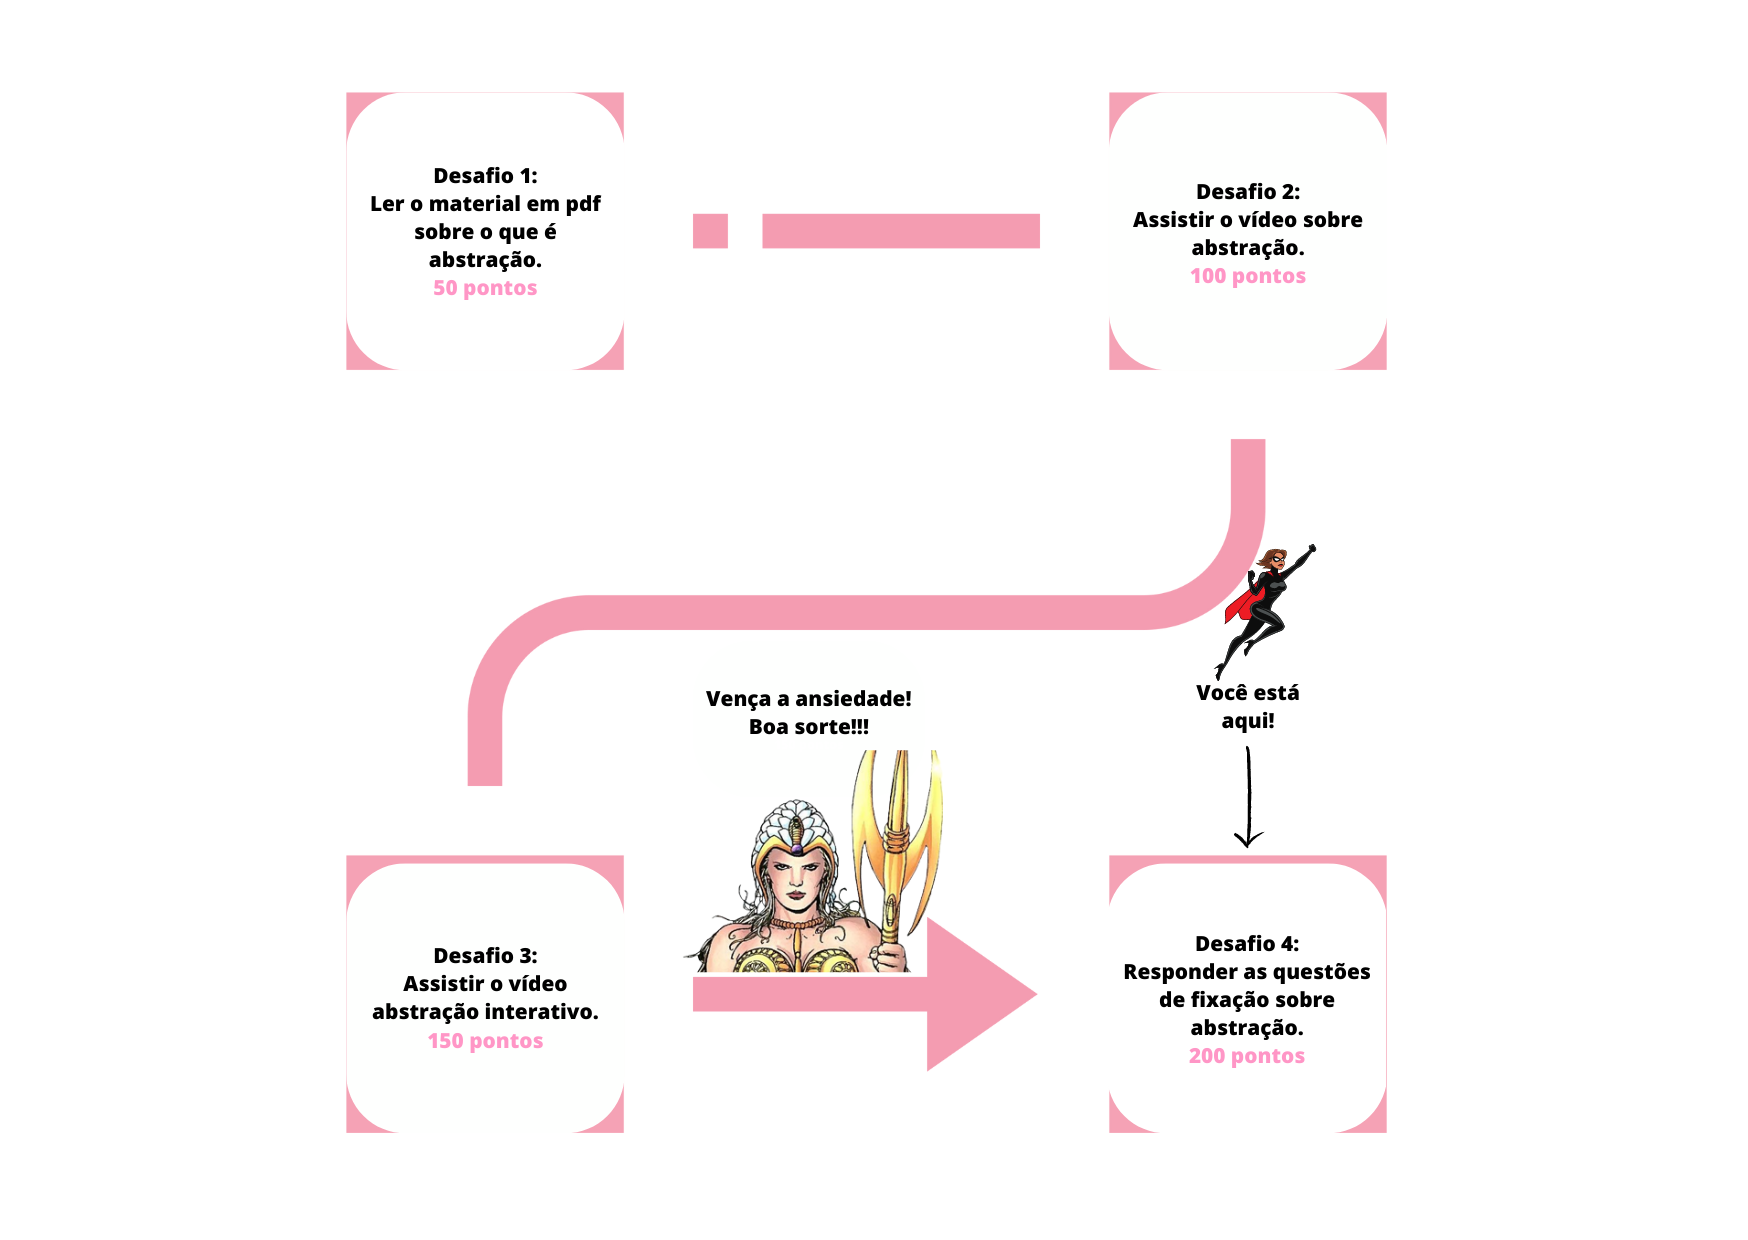 Desafio 1:
Ler o material em pdf
sobre o que é
abstração.
50 pontos
Desafio 2:
Assistir o vídeo sobre
abstração.
100 pontos
Vença a ansiedade!
Boa sorte!!!
Você está
aqui!
Desafio 3:
Assistir o vídeo
abstração interativo.
150 pontos
Desafio 4:
Responder as questões
de fixação sobre
abstração.
200 pontos